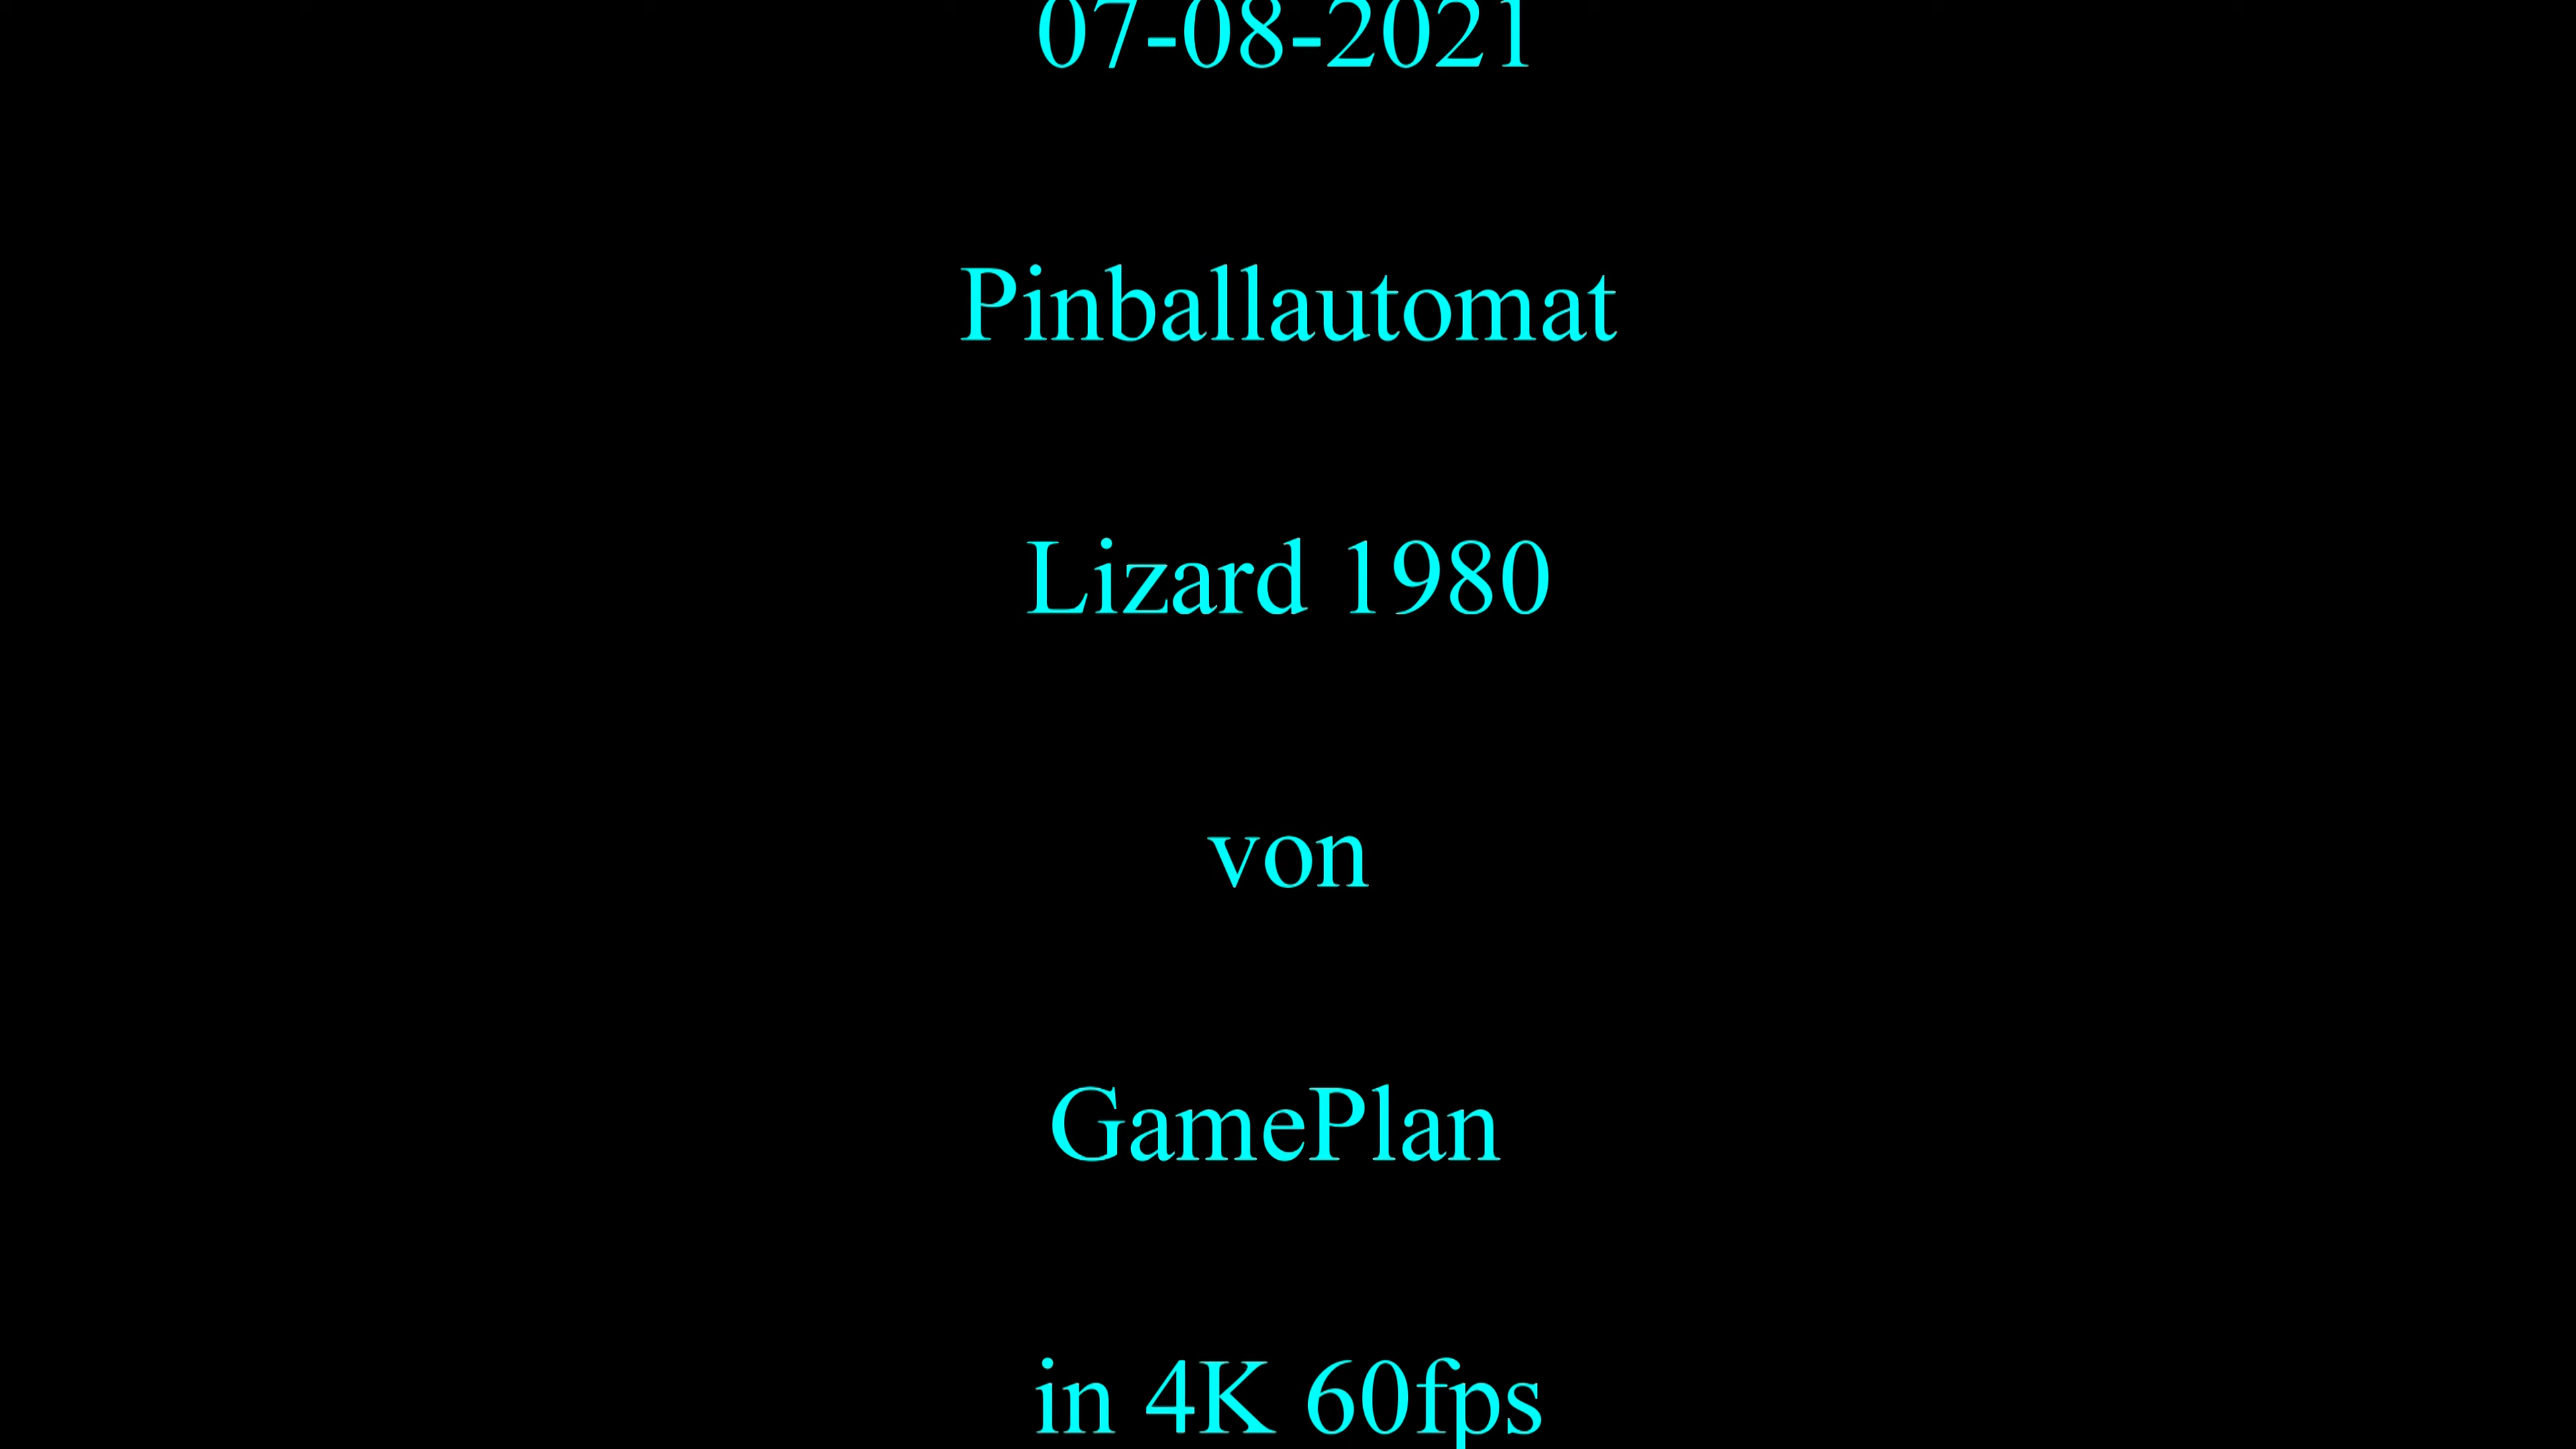 07-08-2021
Pinballautomat
Lizard 1980
von
GamePlan
in 4K 60fps